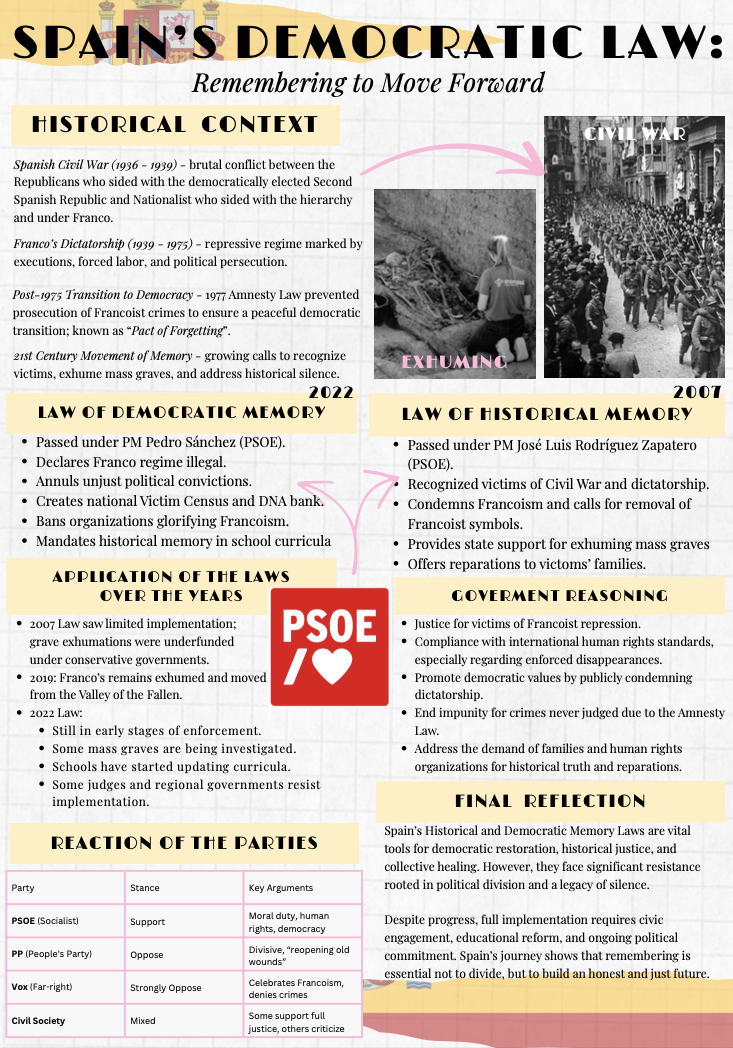 SPAIN'S DEMOCRATIC LAW:
Remembering to Move Forward
HISTORICAL CONTEXT
Spanish Civil War (1936 - 1939) - brutal conflict between the
Republicans who sided with the democratically elected Second
Spanish Republic and Nationalist who sided with the hierarchy
and under Franco.
Franco's Dictatorship (1939 - 1975) - repressive regime marked by
executions, forced labor, and political persecution.
Post-1975 Transition to Democracy - 1977 Amnesty Law prevented
prosecution of Francoist crimes to ensure a peaceful democratic
transition; known as "Pact of Forgetting".
21st Century Movement of Memory - growing calls to recognize
victims, exhume mass graves, and address historical silence.
CIVIL WAR
EXHUMING
2022
LAW OF DEMOCRATIC MEMORY
• Passed under PM Pedro Sánchez (PSOE).
• Declares Franco regime illegal.
• Annuls unjust political convictions.
• Creates national Victim Census and DNA bank.
• Bans organizations glorifying Francoism.
• Mandates historical memory in school curricula
2007
LAW OF HISTORICAL MEMORY
• Passed under PM José Luis Rodríguez Zapatero
(PSOE).
• Recognized victims of Civil War and dictatorship.
• Condemns Francoism and calls for removal of
Francoist symbols.
• Provides state support for exhuming mass graves
• Offers reparations to victoms' families.
APPLICATION OF THE LAWS
OVER THE YEARS
• 2007 Law saw limited implementation;
grave exhumations were underfunded
under conservative governments.
• 2019: Franco's remains exhumed and moved
from the Valley of the Fallen.
• 2022 Law:
• Still in early stages of enforcement.
• Some mass graves are being investigated.
• Schools have started updating curricula.
• Some judges and regional governments resist
implementation.
PSOE
GOVERMENT REASONING
• Justice for victims of Francoist repression.
• Compliance with international human rights standards,
especially regarding enforced disappearances.
• Promote democratic values by publicly condemning
dictatorship.
• End impunity for crimes never judged due to the Amnesty
Law.
• Address the demand of families and human rights
organizations for historical truth and reparations.
REACTION OF THE PARTIES
Party Stance Key Arguments
PSOE (Socialist) Support Moral duty, human
rights, democracy
PP (People's Party) Oppose Divisive, "reopening old
wounds"
Vox (Far-right) Strongly Oppose Celebrates Francoism,
denies crimes
Civil Society Mixed Some support full
justice, others criticize
FINAL REFLECTION
Spain's Historical and Democratic Memory Laws are vital
tools for democratic restoration, historical justice, and
collective healing. However, they face significant resistance
rooted in political division and a legacy of silence.
Despite progress, full implementation requires civic
engagement, educational reform, and ongoing political
commitment. Spain's journey shows that remembering is
essential not to divide, but to build an honest and just future.